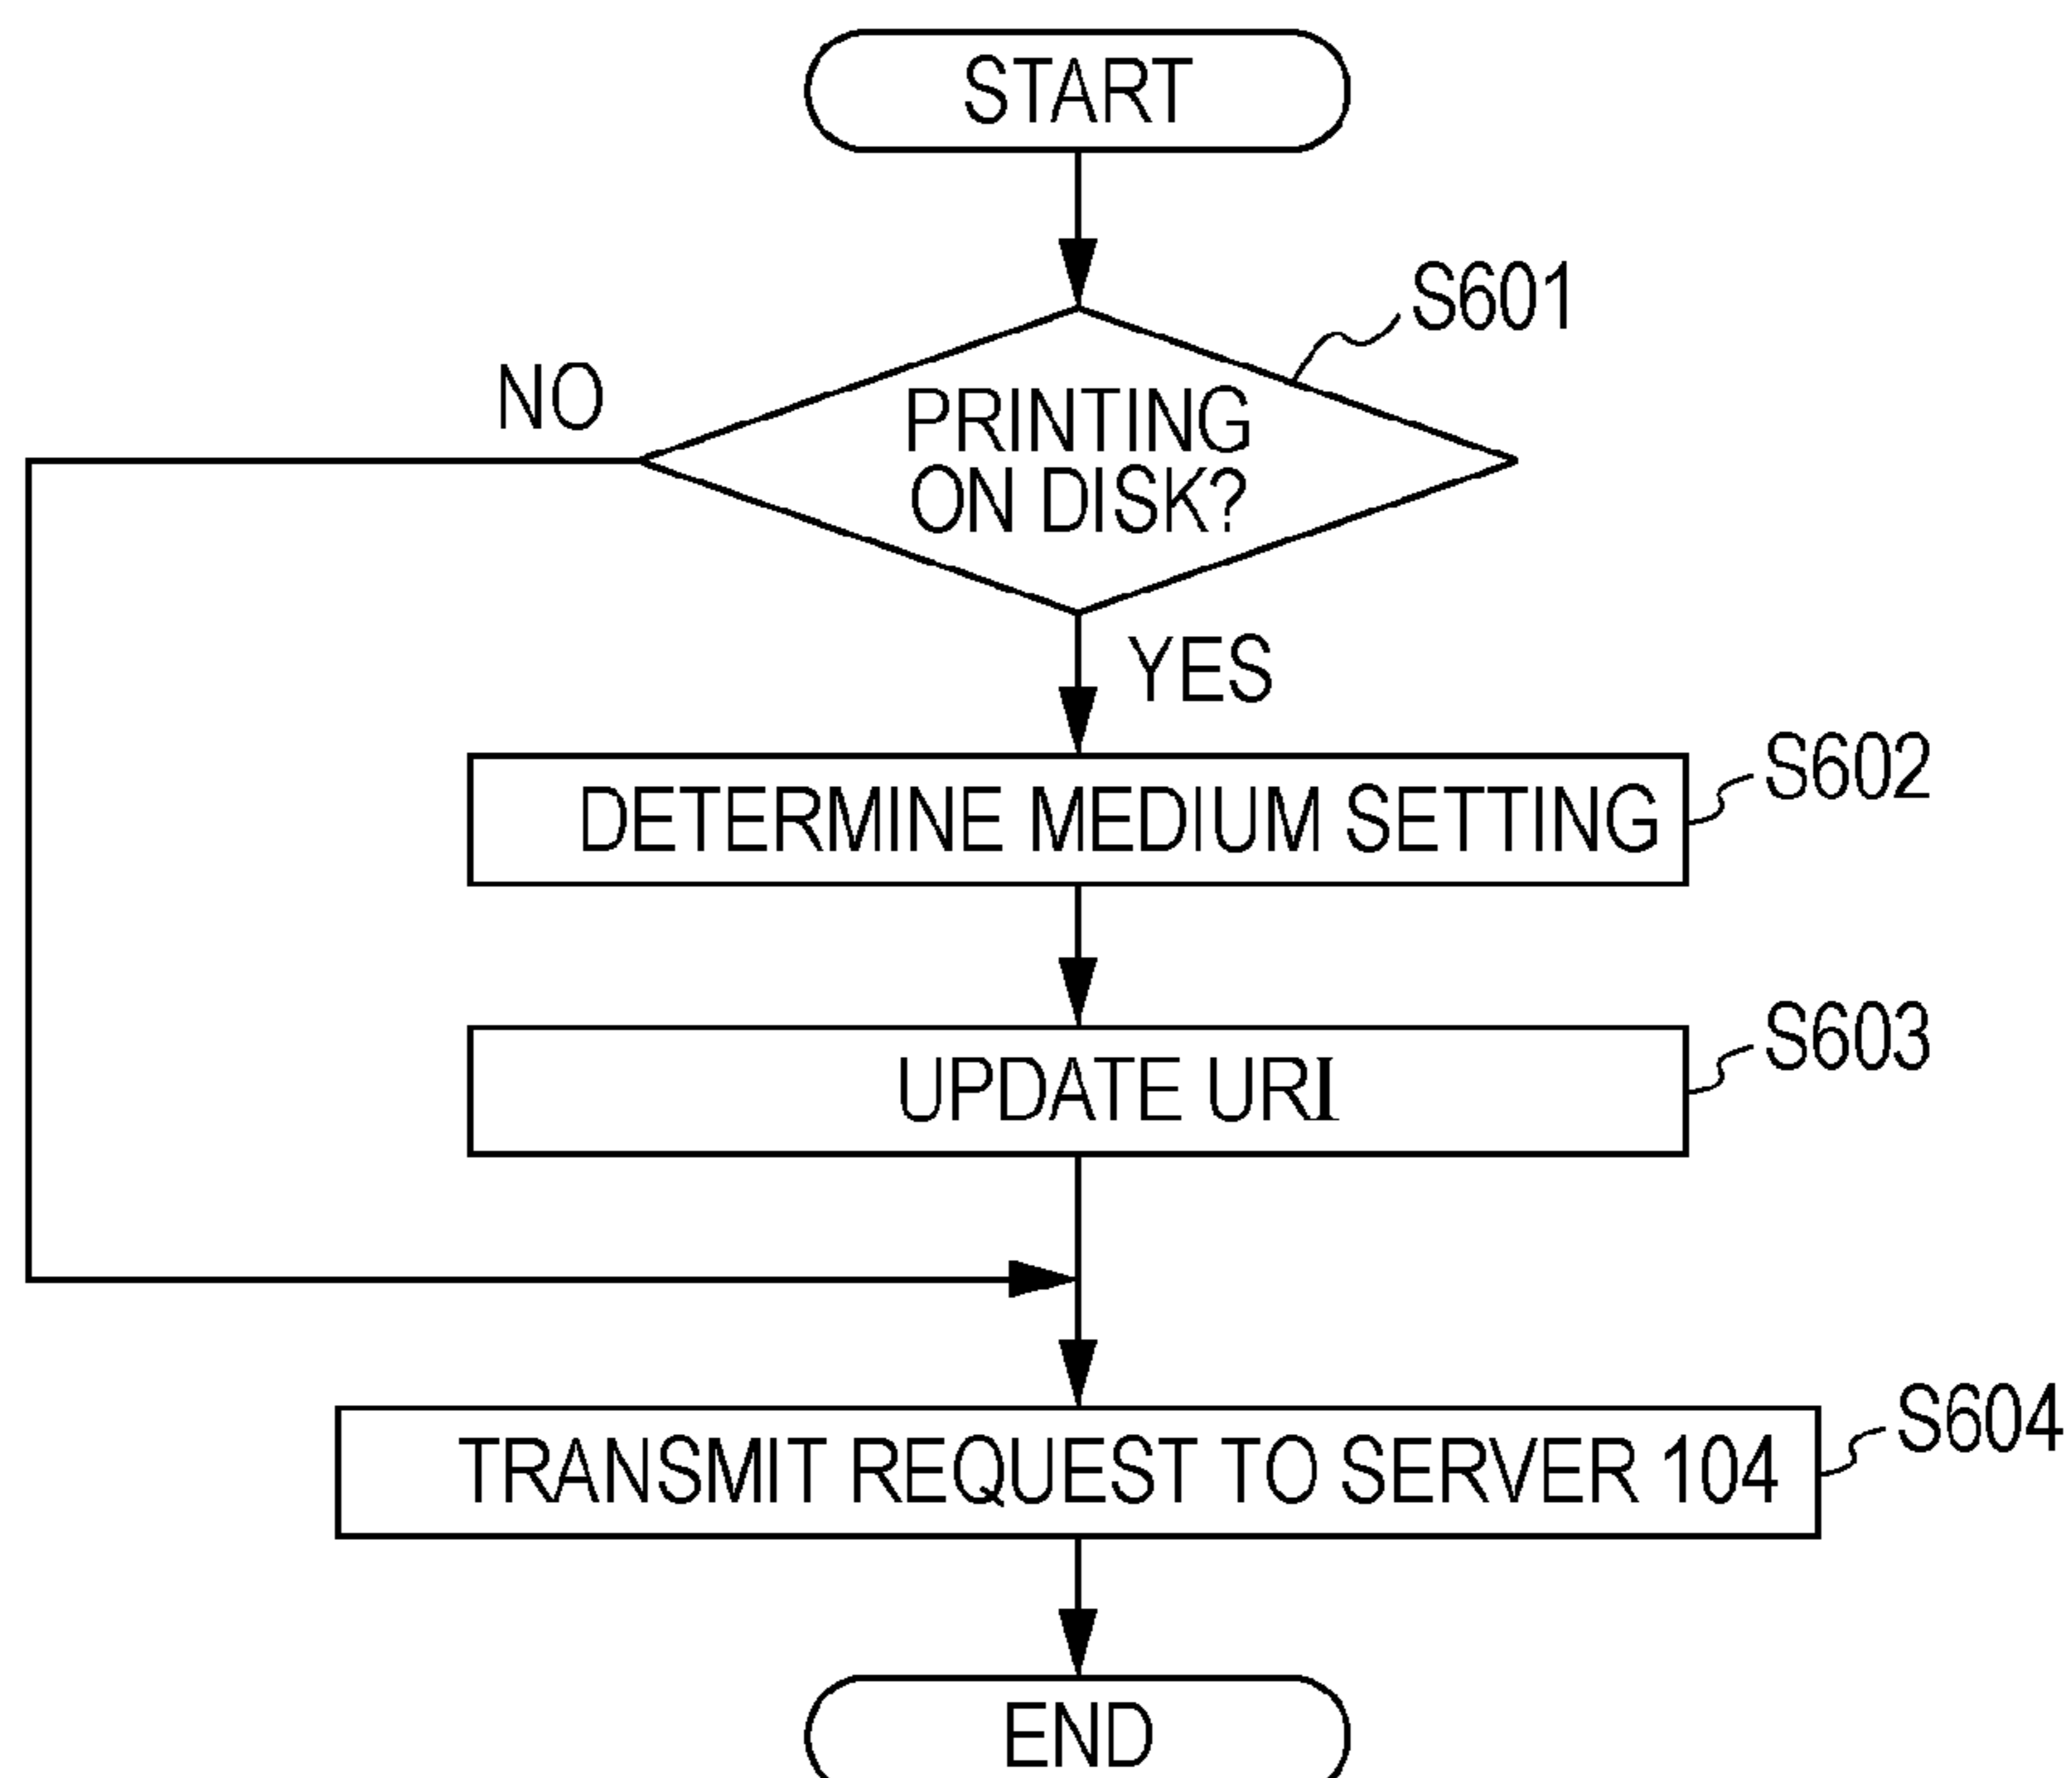 START
S601
NO
PRINTING
ON DISK?
YES
S602
DETERMINE MEDIUM SETTING
S603
UPDATE URI
S604
TRANSMIT REQUEST TO SERVER 104
END